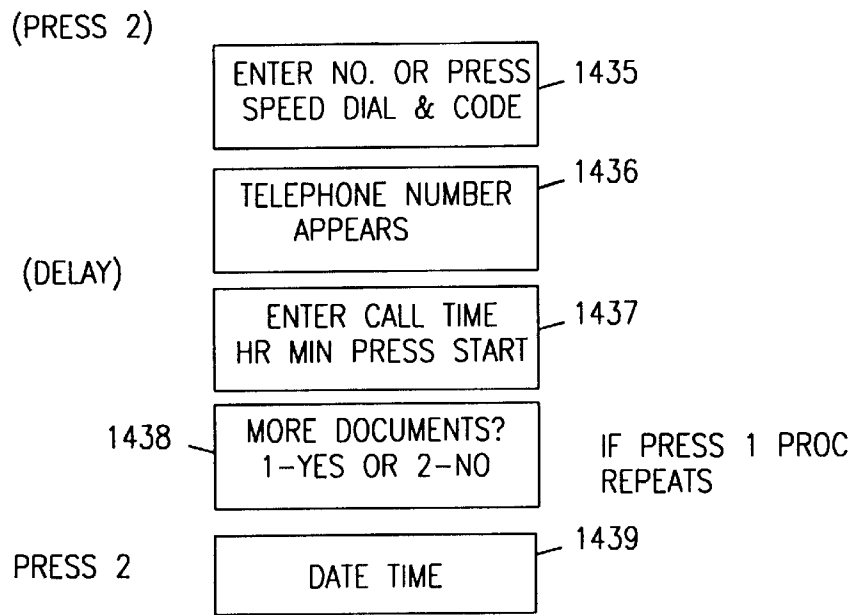 (PRESS 2)
ENTER NO. OR PRESS
SPEED DIAL & CODE
1435
TELEPHONE NUMBER
APPEARS
1436
(DELAY)
ENTER CALL TIME
HR MIN PRESS START
1437
1438
MORE DOCUMENTS?
1-YES OR 2-NO
IF PRESS 1 PROC
REPEATS
PRESS 2
DATE TIME
1439